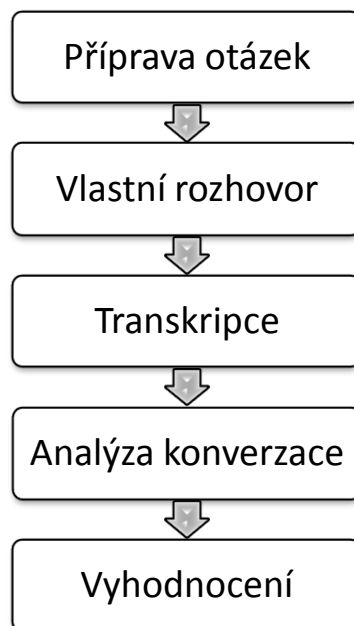 Příprava otázek
Vlastní rozhovor
Transkripce
Analýza konverzace
Vyhodnocení